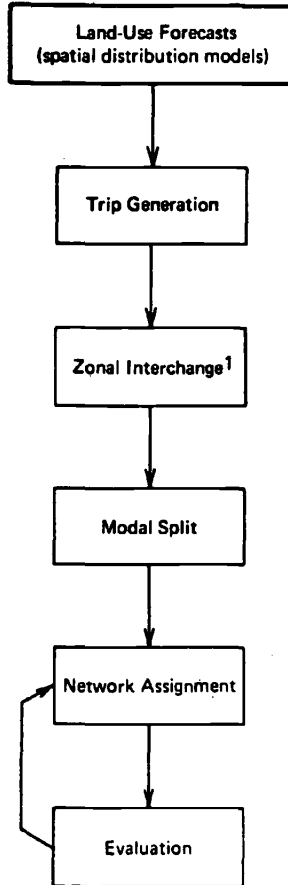 Land-Use Forecasts
(spatial distribution models)
Trip Generation
Zonal Interchange¹
Modal Split
Network Assignment
Evaluation